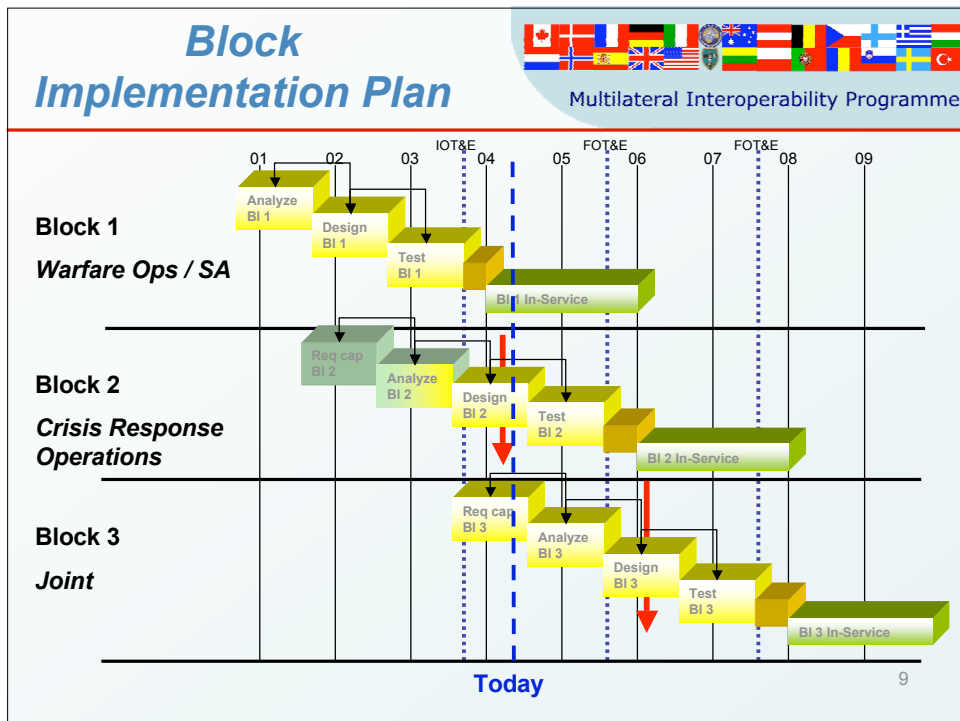 Block
Implementation Plan
Multilateral Interoperability Programme
IOT&E FOT&E FOT&E
01 02 03 04 05 06 07 08 09
Block 1
Warfare Ops / SA
Analyze
BI 1
Design
BI 1
Test
BI 1
BI 1 In-Service
Block 2
Crisis Response
Operations
Req cap
BI 2
Analyze
BI 2
Design
BI 2
Test
BI 2
BI 2 In-Service
Block 3
Joint
Req cap
BI 3
Analyze
BI 3
Design
BI 3
Test
BI 3
BI 3 In-Service
Today
9